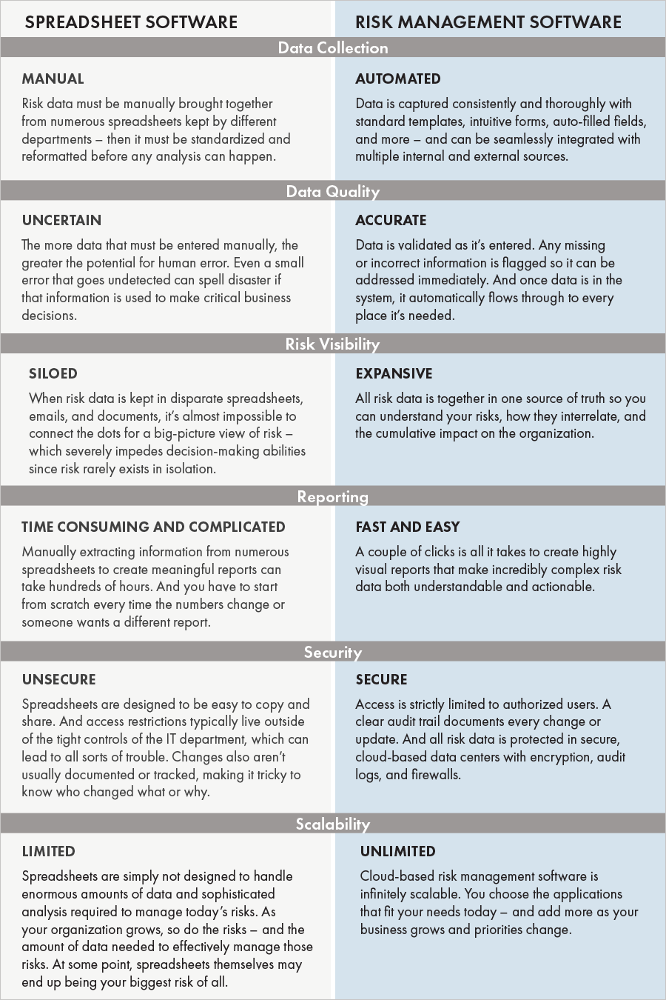 SPREADSHEET SOFTWARE
RISK MANAGEMENT SOFTWARE
Data Collection
MANUAL
Risk data must be manually brought together
from numerous spreadsheets kept by different
departments – then it must be standardized and
reformatted before any analysis can happen.
AUTOMATED
Data is captured consistently and thoroughly with
standard templates, intuitive forms, auto-filled fields,
and more – and can be seamlessly integrated with
multiple internal and external sources.
Data Quality
UNCERTAIN
The more data that must be entered manually, the
greater the potential for human error. Even a small
error that goes undetected can spell disaster if
that information is used to make critical business
decisions.
ACCURATE
Data is validated as it’s entered. Any missing
or incorrect information is flagged so it can be
addressed immediately. And once data is in the
system, it automatically flows through to every
place it’s needed.
Risk Visibility
SILOED
When risk data is kept in disparate spreadsheets,
emails, and documents, it’s almost impossible to
connect the dots for a big-picture view of risk –
which severely impedes decision-making abilities
since risk rarely exists in isolation.
EXPANSIVE
All risk data is together in one source of truth so you
can understand your risks, how they interrelate, and
the cumulative impact on the organization.
Reporting
TIME CONSUMING AND COMPLICATED
Manually extracting information from numerous
spreadsheets to create meaningful reports can
take hundreds of hours. And you have to start
from scratch every time the numbers change or
someone wants a different report.
FAST AND EASY
A couple of clicks is all it takes to create highly
visual reports that make incredibly complex risk
data both understandable and actionable.
Security
UNSECURE
Spreadsheets are designed to be easy to copy and
share. And access restrictions typically live outside
of the tight controls of the IT department, which can
lead to all sorts of trouble. Changes also aren’t
usually documented or tracked, making it tricky to
know who changed what or why.
SECURE
Access is strictly limited to authorized users. A
clear audit trail documents every change or
update. And all risk data is protected in secure,
cloud-based data centers with encryption, audit
logs, and firewalls.
Scalability
LIMITED
Spreadsheets are simply not designed to handle
enormous amounts of data and sophisticated
analysis required to manage today’s risks. As
your organization grows, so do the risks – and the
amount of data needed to effectively manage those
risks. At some point, spreadsheets themselves may
end up being your biggest risk of all.
UNLIMITED
Cloud-based risk management software is
infinitely scalable. You choose the applications
that fit your needs today – and add more as your
business grows and priorities change.